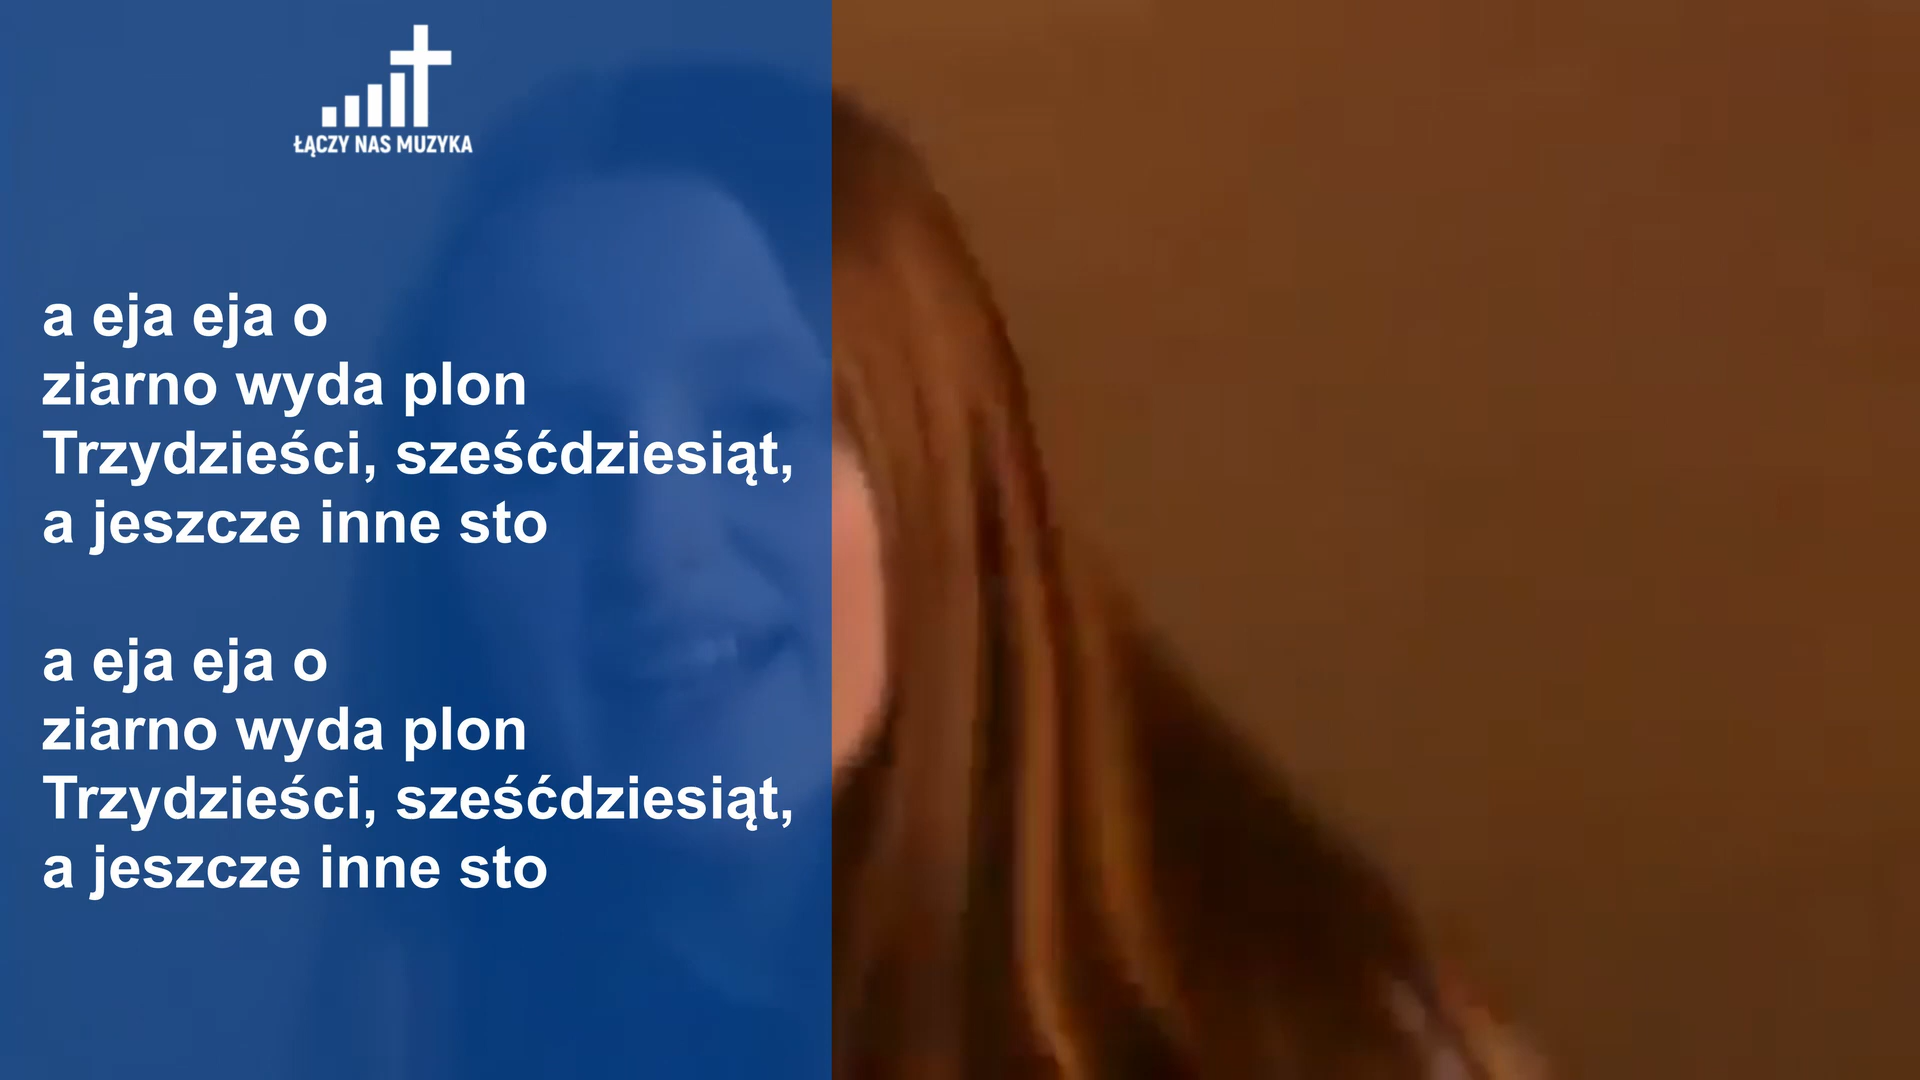 ŁĄCZY NAS MUZYKA
a eja eja o
ziarno wyda plon
Trzydzieści, sześćdziesiąt,
a jeszcze inne sto
a eja eja o
ziarno wyda plon
Trzydzieści, sześćdziesiąt,
a jeszcze inne sto